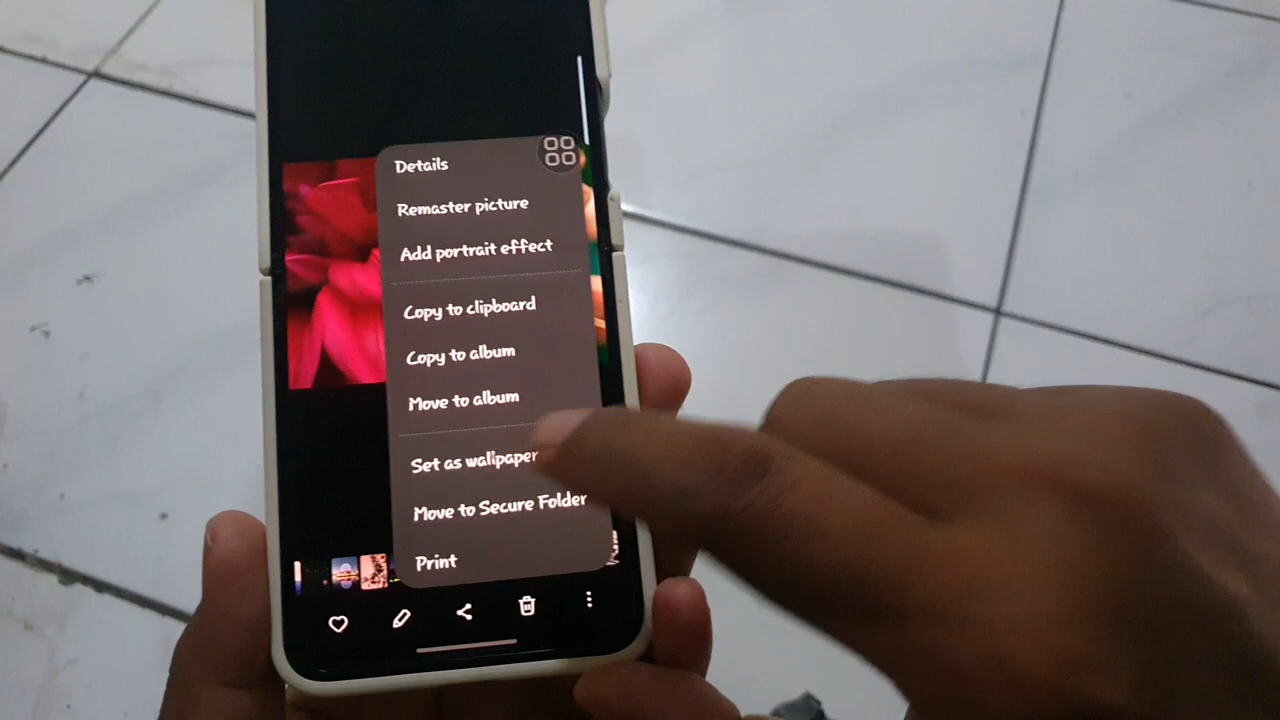 Details
Remaster picture
Add portrait effect
Copy to clipboard
Copy to album
Move to album
Set as wallpaper
Move to Secure Folder
Print